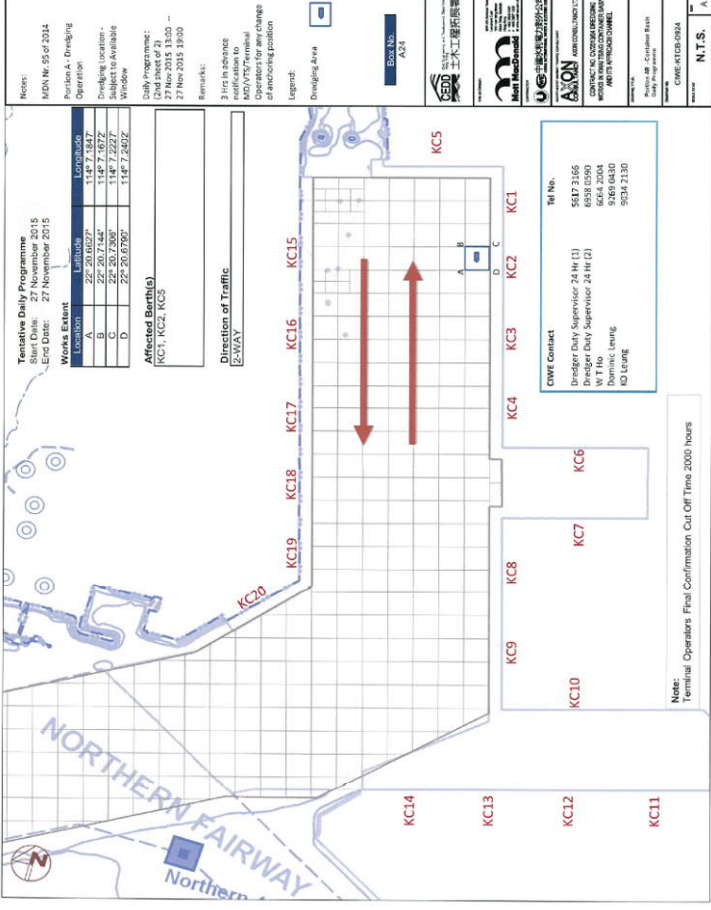 Tentative Daily Programme
Start Date: 27 November 2015
End Date: 27 November 2015
Works Extent
Location Latitude Longitude
A 22° 20.6627' 114° 7.1847'
B 22° 20.7144' 114° 7.1672'
C 22° 20.7306' 114° 7.2227'
D 22° 20.6790' 114° 7.2402'
Affected Berth(s)
KC1, KC2, KC5
Direction of Traffic
2-WAY
Notes:
MDN Nr. 95 of 2014
Portion A - Dredging
Operation
Dredging Location -
Subject to Available
Window
Daily Programme:
(2nd sheet of 2)
27 Nov 2015 13:00 --
27 Nov 2015 19:00
Remarks:
3 Hrs in advance
notification to
MD/VTS/Terminal
Operators for any change
of anchoring position
Legend:
Dredging Area
Box No.
A24
CEDD
土木工程拓展署
Mott MacDonald
AXON
Portion AB - Container Basin
Daily Programme
CIWE-KTCB-0924
N.T.S.
A
N
NORTHERN FAIRWAY
Northern
KC20
KC19
KC18
KC17
KC16
KC15
KC5
A B
D C
KC1
KC2
KC3
KC4
KC6
KC7
KC8
KC9
KC10
KC11
KC12
KC13
KC14
CIWE Contact Tel No.
Dredger Duty Supervisor 24 Hr (1) 5617 3166
Dredger Duty Supervisor 24 Hr (2) 6958 0590
W T Ho 6064 2004
Dominic Leung 9269 0430
KO Leung 9034 2130
Note:
Terminal Operators Final Confirmation Cut Off Time 2000 hours